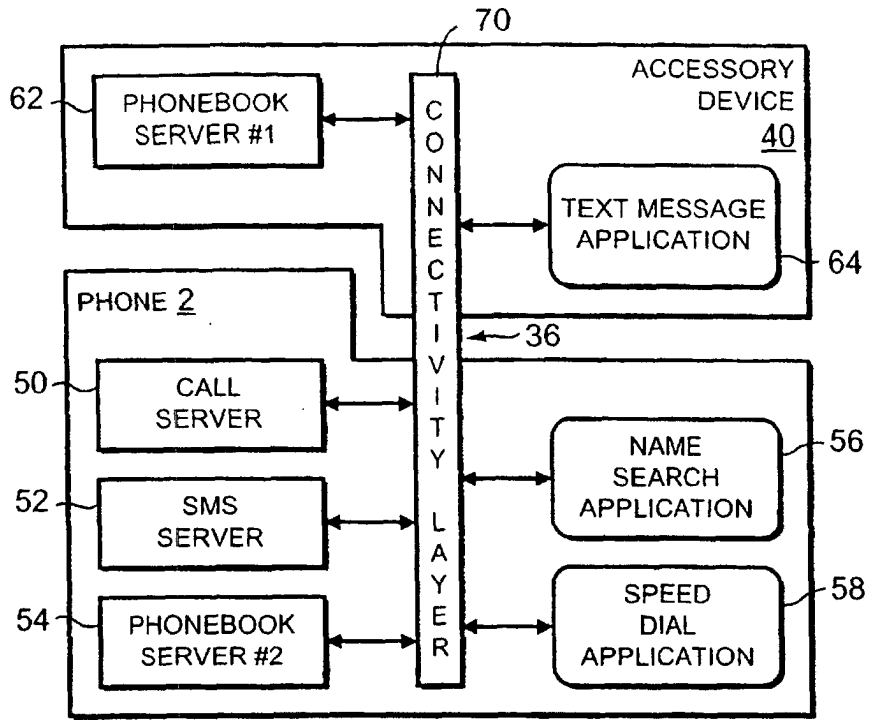 70
ACCESSORY
DEVICE
40
62
PHONEBOOK
SERVER #1
CONNECTIVITY LAYER
TEXT MESSAGE
APPLICATION
64
PHONE 2
36
50
CALL
SERVER
NAME
SEARCH
APPLICATION
56
52
SMS
SERVER
54
PHONEBOOK
SERVER #2
SPEED
DIAL
APPLICATION
58